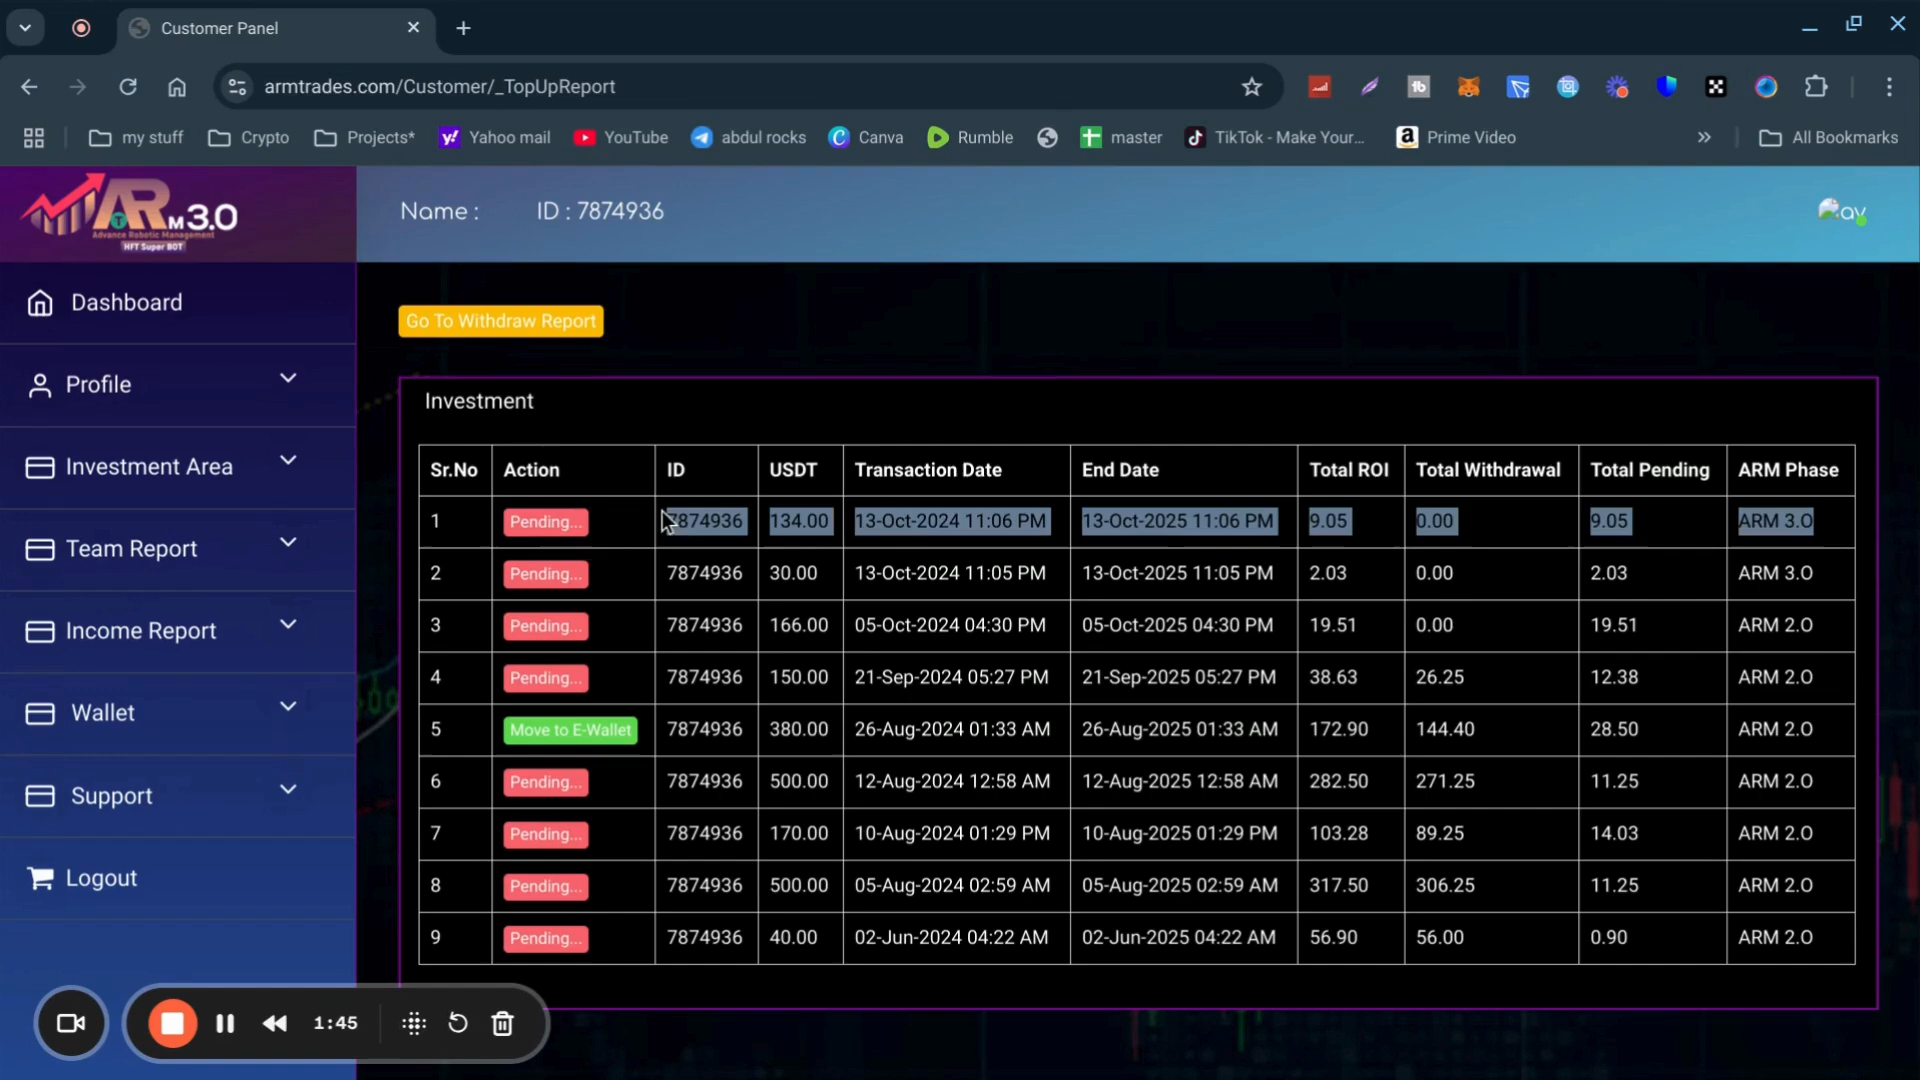 Customer Panel
armtrades.com/Customer/_TopUpReport
my stuff Crypto Projects* Yahoo mail YouTube abdul rocks Canva Rumble master TikTok - Make Your... Prime Video » All Bookmarks
ARM 3.0
Advance Robotic Management
HFT Super BOT
Name : ID : 7874936
av
Dashboard
Profile
Investment Area
Team Report
Income Report
Wallet
Support
Logout
Go To Withdraw Report
Investment
Sr.No Action ID USDT Transaction Date End Date Total ROI Total Withdrawal Total Pending ARM Phase
1 Pending... 7874936 134.00 13-Oct-2024 11:06 PM 13-Oct-2025 11:06 PM 9.05 0.00 9.05 ARM 3.O
2 Pending... 7874936 30.00 13-Oct-2024 11:05 PM 13-Oct-2025 11:05 PM 2.03 0.00 2.03 ARM 3.O
3 Pending... 7874936 166.00 05-Oct-2024 04:30 PM 05-Oct-2025 04:30 PM 19.51 0.00 19.51 ARM 2.O
4 Pending... 7874936 150.00 21-Sep-2024 05:27 PM 21-Sep-2025 05:27 PM 38.63 26.25 12.38 ARM 2.O
5 Move to E-Wallet 7874936 380.00 26-Aug-2024 01:33 AM 26-Aug-2025 01:33 AM 172.90 144.40 28.50 ARM 2.O
6 Pending... 7874936 500.00 12-Aug-2024 12:58 AM 12-Aug-2025 12:58 AM 282.50 271.25 11.25 ARM 2.O
7 Pending... 7874936 170.00 10-Aug-2024 01:29 PM 10-Aug-2025 01:29 PM 103.28 89.25 14.03 ARM 2.O
8 Pending... 7874936 500.00 05-Aug-2024 02:59 AM 05-Aug-2025 02:59 AM 317.50 306.25 11.25 ARM 2.O
9 Pending... 7874936 40.00 02-Jun-2024 04:22 AM 02-Jun-2025 04:22 AM 56.90 56.00 0.90 ARM 2.O
1:45